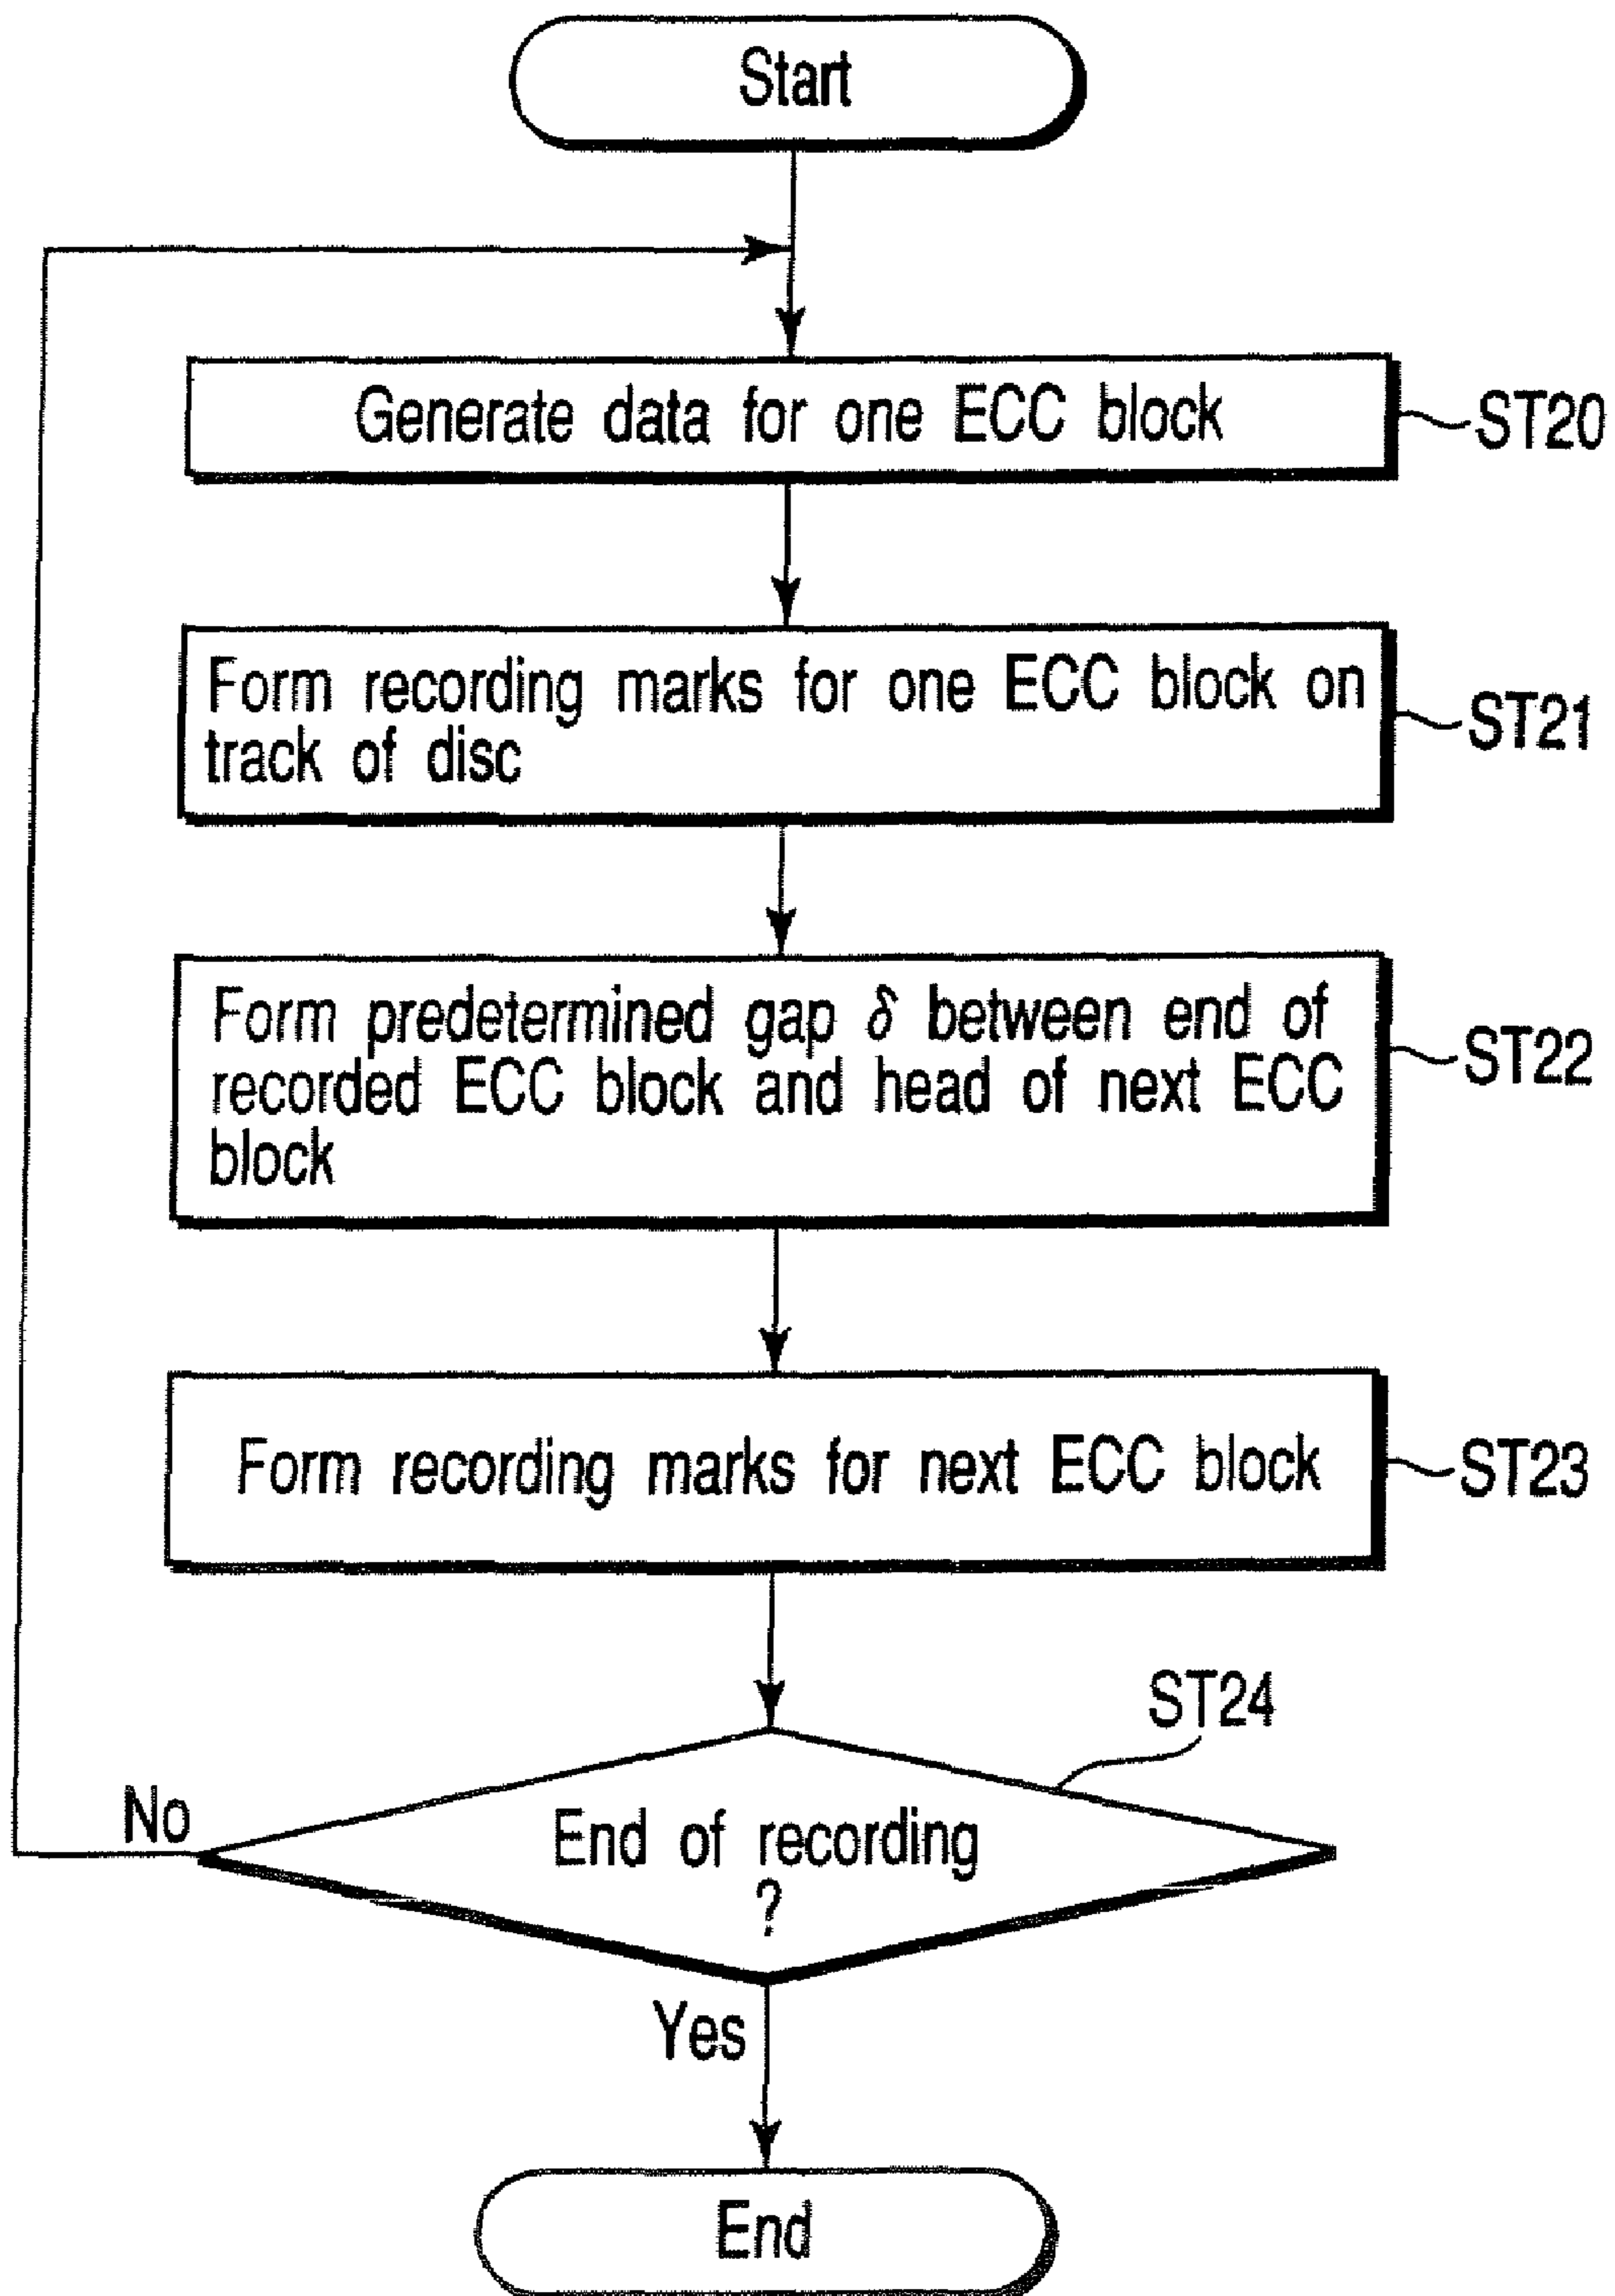 Start
Generate data for one ECC block
ST20
Form recording marks for one ECC block on
track of disc
ST21
Form predetermined gap δ between end of
recorded ECC block and head of next ECC
block
ST22
Form recording marks for next ECC block
ST23
ST24
No
End of recording
?
Yes
End